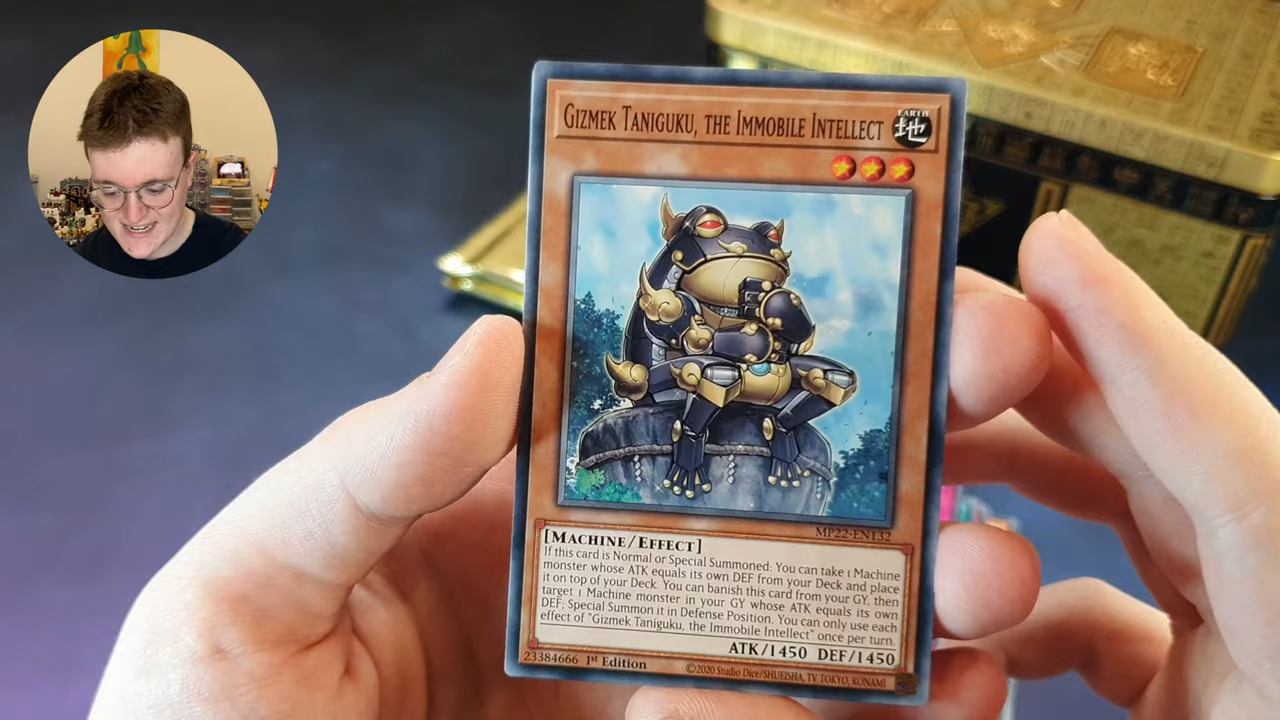 GIZMEK TANIGUKU, THE IMMOBILE INTELLECT
EARTH
地
MP22-EN132
[MACHINE/EFFECT]
If this card is Normal or Special Summoned: You can take 1 Machine
monster whose ATK equals its own DEF from your Deck and place
it on top of your Deck. You can banish this card from your GY, then
target 1 Machine monster in your GY whose ATK equals its own
DEF; Special Summon it in Defense Position. You can only use each
effect of "Gizmek Taniguku, the Immobile Intellect" once per turn.
ATK/1450 DEF/1450
23384666 1st Edition ©2020 Studio Dice/SHUEISHA, TV TOKYO, KONAMI